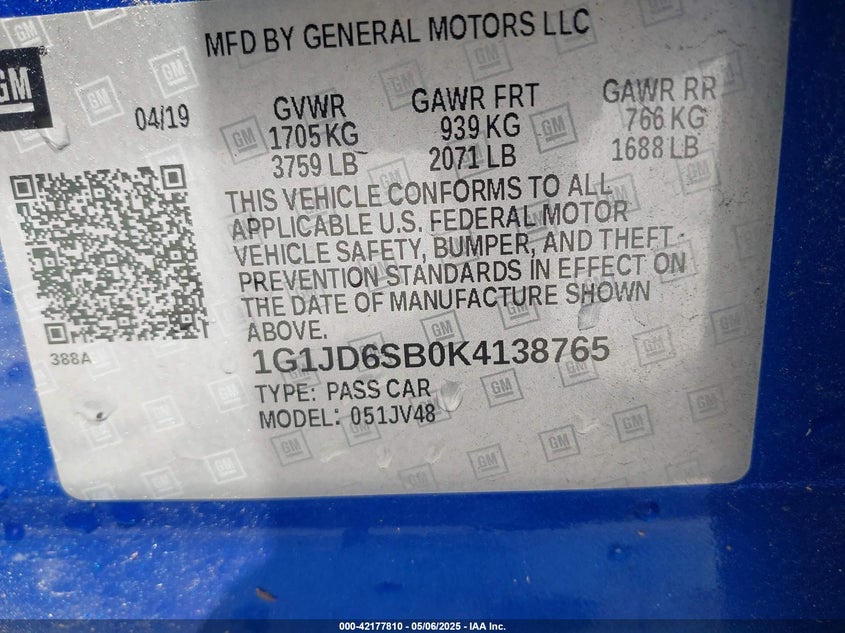 MFD BY GENERAL MOTORS LLC
GM
04/19
GVWR
1705 KG
3759 LB
GAWR FRT
939 KG
2071 LB
GAWR RR
766 KG
1688 LB
THIS VEHICLE CONFORMS TO ALL
APPLICABLE U.S. FEDERAL MOTOR
VEHICLE SAFETY, BUMPER, AND THEFT
PREVENTION STANDARDS IN EFFECT ON
THE DATE OF MANUFACTURE SHOWN
ABOVE.
388A
1G1JD6SB0K4138765
TYPE: PASS CAR
MODEL: 051JV48
000-42177810 - 05/06/2025 - IAA Inc.